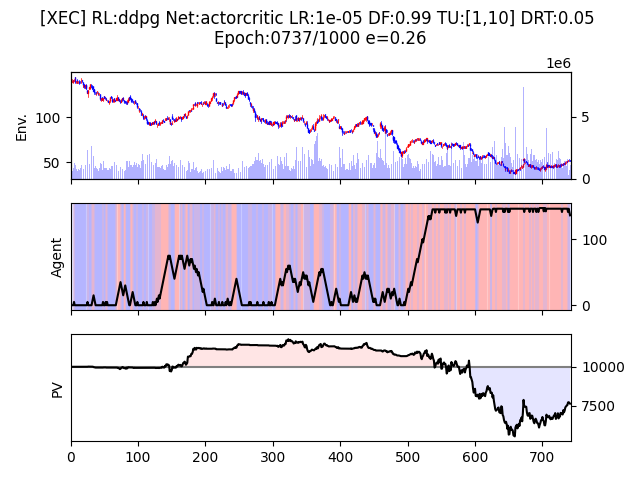 [XEC] RL:ddpg Net:actorcritic LR:1e-05 DF:0.99 TU:[1,10] DRT:0.05
Epoch:0737/1000 e=0.26
1e6
Env.
100
50
5
0
Agent
100
0
PV
10000
7500
0 100 200 300 400 500 600 700